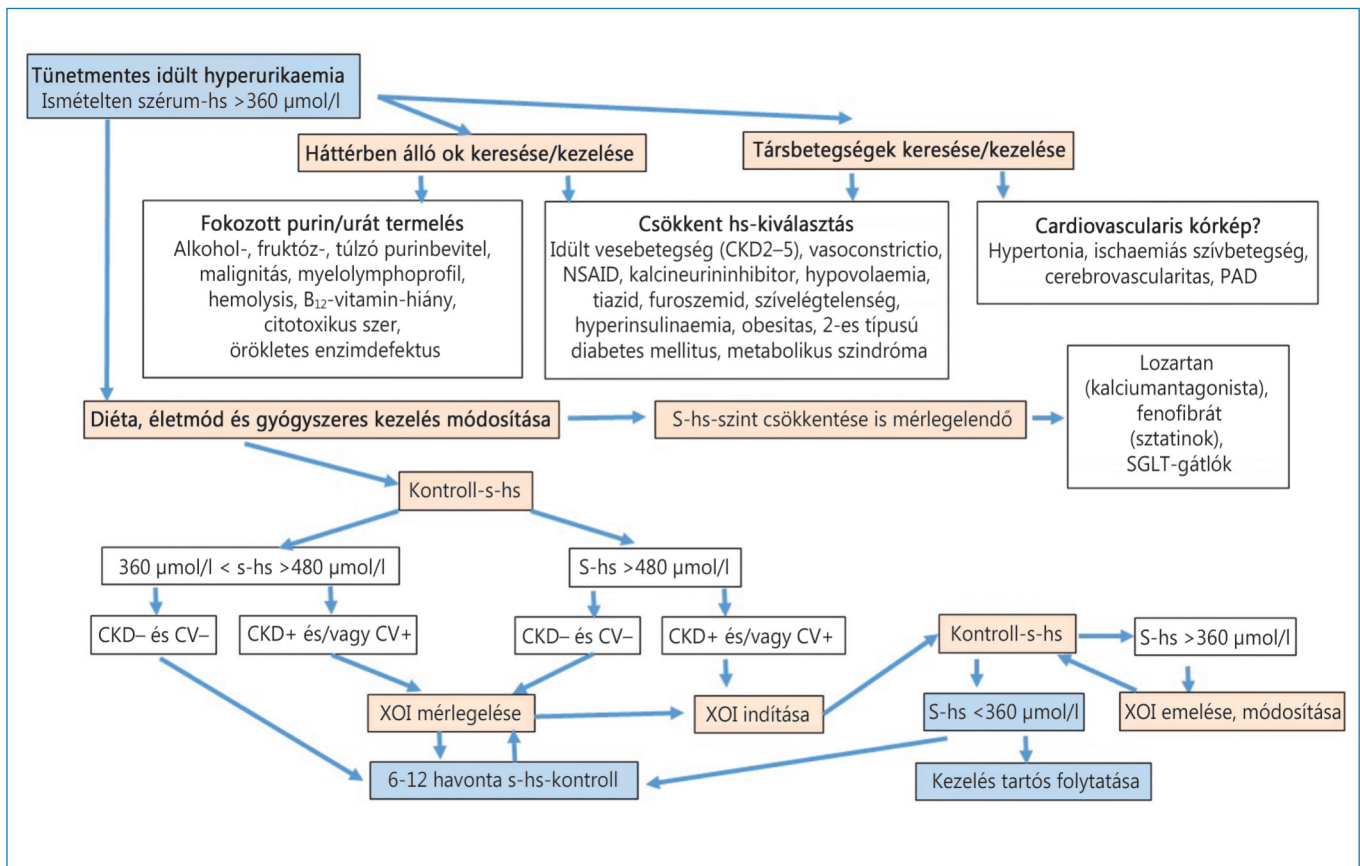 Tünetmentes idült hyperurikaemia
Ismételten szérum-hs >360 µmol/l
Háttérben álló ok keresése/kezelése
Társbetegségek keresése/kezelése
Fokozott purin/urát termelés
Alkohol-, fruktóz-, túlzó purinbevitel,
malignitás, myelolymphoprofil,
hemolysis, B₁₂-vitamin-hiány,
citotoxikus szer,
örökletes enzimdefektus
Csökkent hs-kiválasztás
Idült vesebetegség (CKD2–5), vasoconstrictio,
NSAID, kalcineurininhibitor, hypovolaemia,
tiazid, furoszemid, szívelégtelenség,
hyperinsulinaemia, obesitas, 2-es típusú
diabetes mellitus, metabolikus szindróma
Cardiovascularis kórkép?
Hypertonia, ischaemiás szívbetegség,
cerebrovascularitas, PAD
Diéta, életmód és gyógyszeres kezelés módosítása
S-hs-szint csökkentése is mérlegelendő
Lozartan
(kalciumantagonista),
fenofibrát
(sztatinok),
SGLT-gátlók
Kontroll-s-hs
360 µmol/l < s-hs >480 µmol/l
S-hs >480 µmol/l
CKD– és CV–
CKD+ és/vagy CV+
CKD– és CV–
CKD+ és/vagy CV+
Kontroll-s-hs
S-hs >360 µmol/l
XOI mérlegelése
XOI indítása
S-hs <360 µmol/l
XOI emelése, módosítása
6-12 havonta s-hs-kontroll
Kezelés tartós folytatása